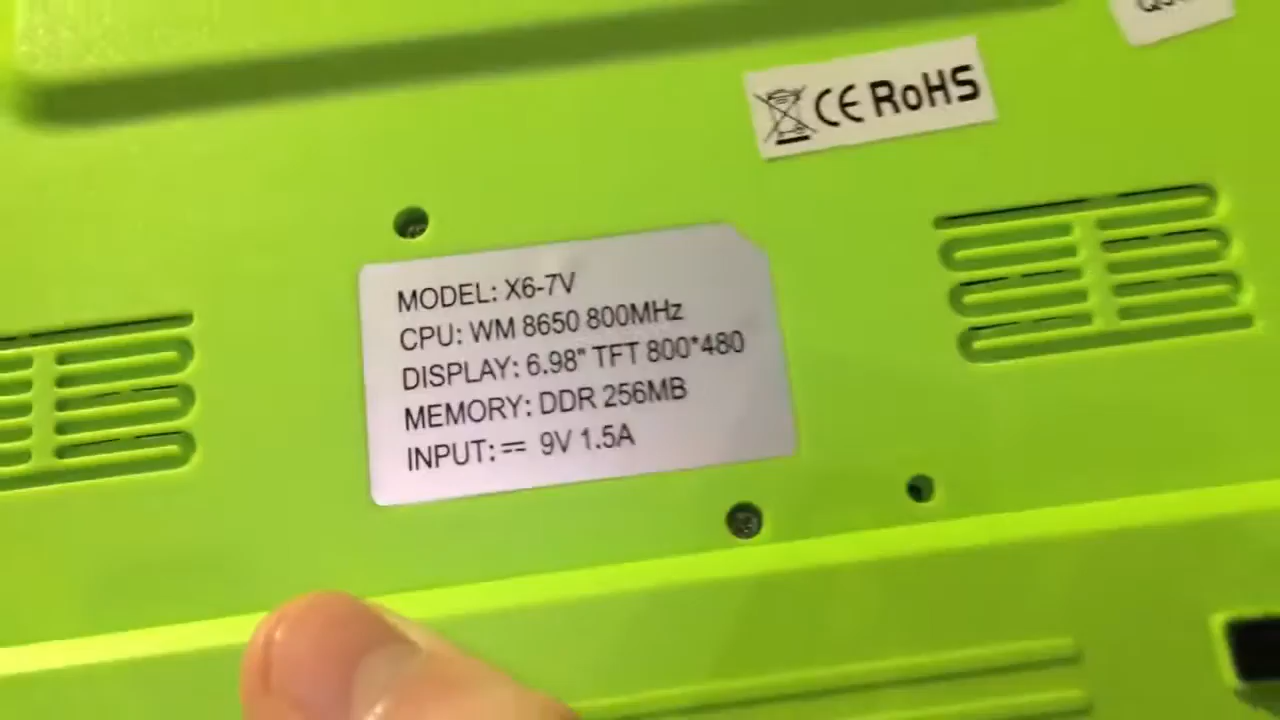 CE RoHS
MODEL: X6-7V
CPU: WM 8650 800MHz
DISPLAY: 6.98" TFT 800*480
MEMORY: DDR 256MB
INPUT: ⎓ 9V 1.5A